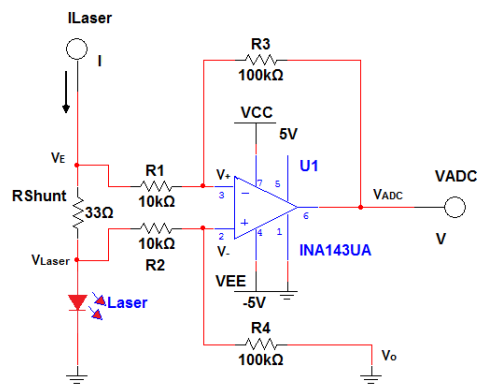 ILaser
I
R3
100kΩ
VCC
5V
U1
VE
R1
V+
7
5
3
10kΩ
VADC
VADC
RShunt
33Ω
6
V
10kΩ
2
4
1
VLaser
R2
V-
INA143UA
VEE
-5V
Laser
R4
100kΩ
Vo